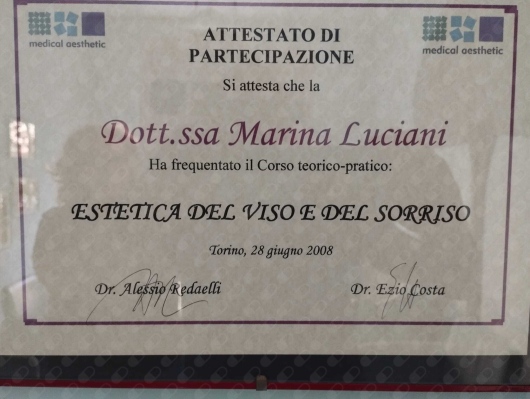 medical aesthetic
medical aesthetic
ATTESTATO DI
PARTECIPAZIONE
Si attesta che la
Dott.ssa Marina Luciani
Ha frequentato il Corso teorico-pratico:
ESTETICA DEL VISO E DEL SORRISO
Torino, 28 giugno 2008
Dr. Alessio Redaelli
Dr. Ezio Costa